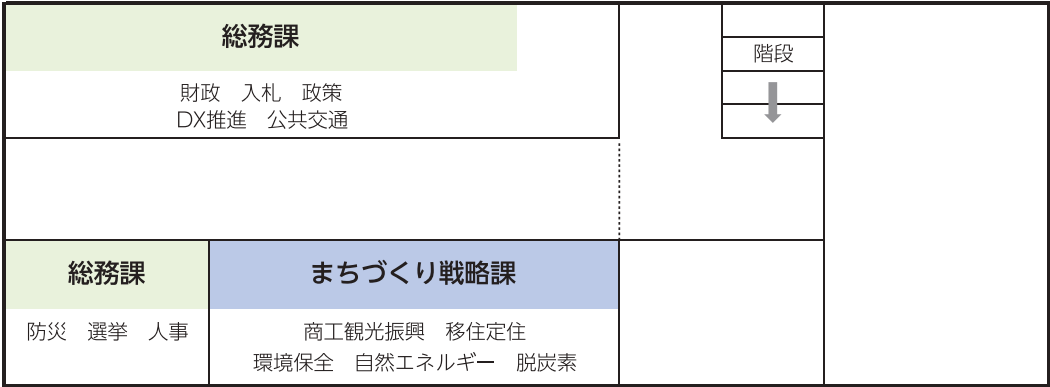 総務課
階段
財政　入札　政策
DX推進　公共交通
総務課
防災　選挙　人事
まちづくり戦略課
商工観光振興　移住定住
環境保全　自然エネルギー　脱炭素